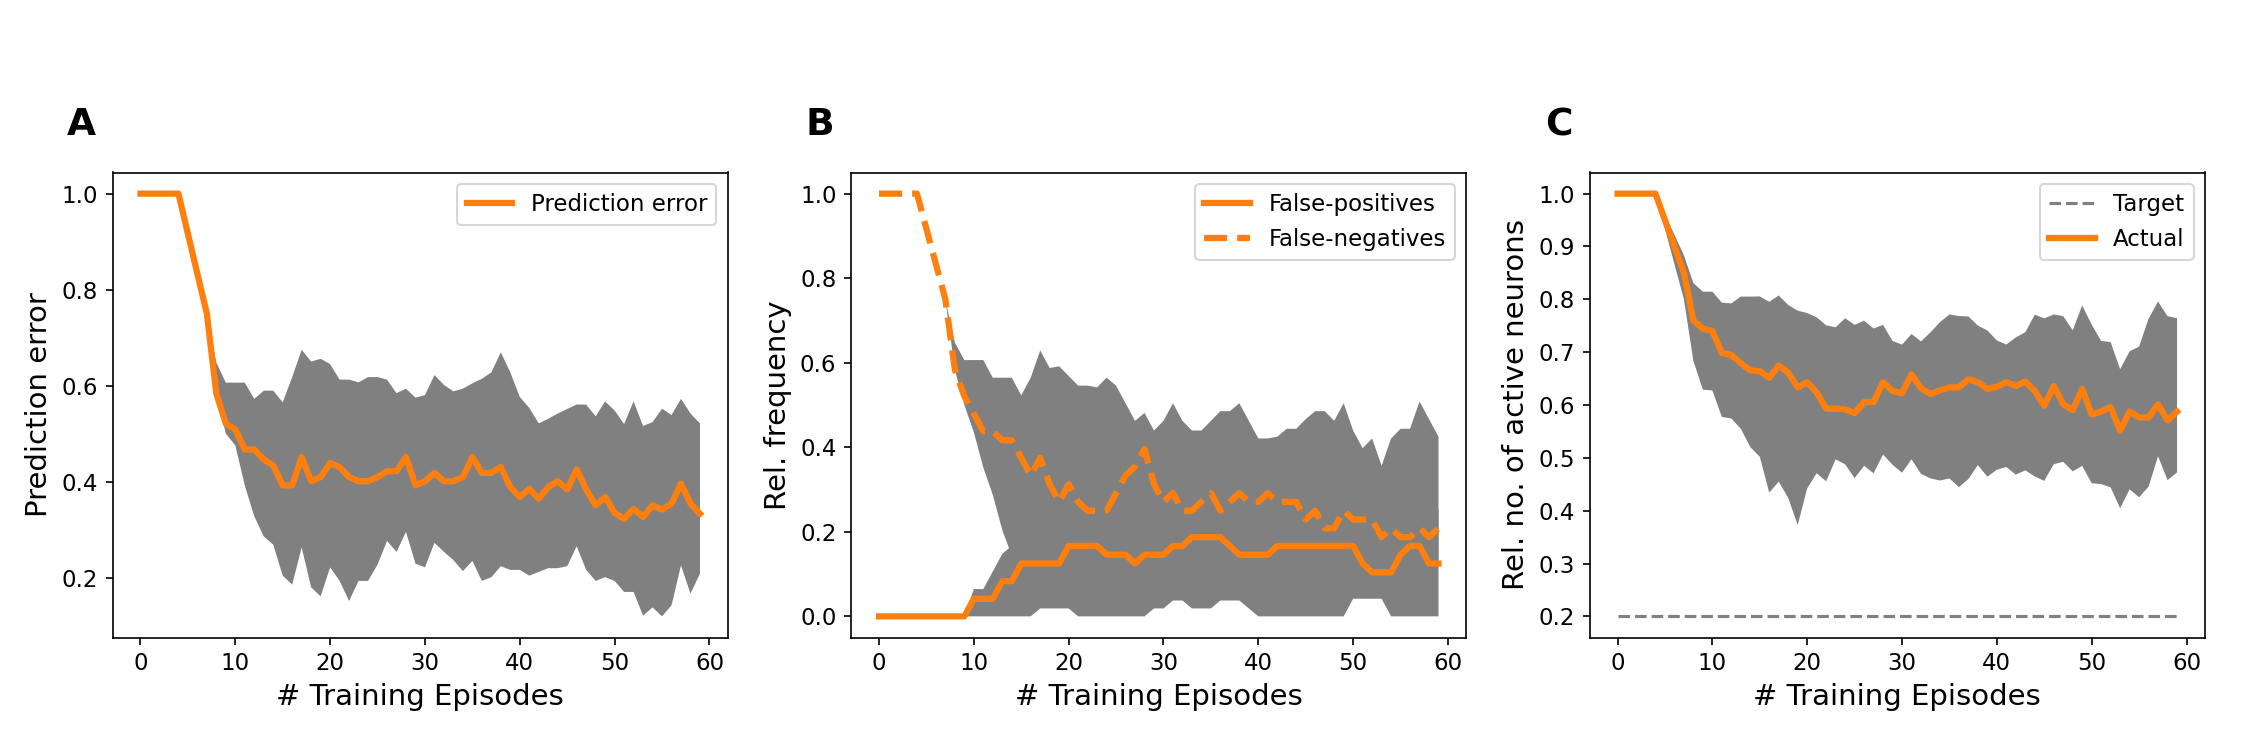 A
B
C
Prediction error
1.0
0.8
0.6
0.4
0.2
Prediction error
0
10
20
30
40
50
60
# Training Episodes
Rel. frequency
1.0
0.8
0.6
0.4
0.2
0.0
False-positives
False-negatives
0
10
20
30
40
50
60
# Training Episodes
Rel. no. of active neurons
1.0
0.9
0.8
0.7
0.6
0.5
0.4
0.3
0.2
Target
Actual
0
10
20
30
40
50
60
# Training Episodes